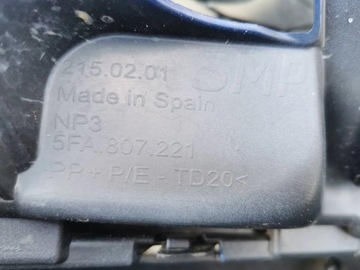 215.02.01
SMP
Made in Spain
NP3
5FA.807.221
PP + P/E - TD20<